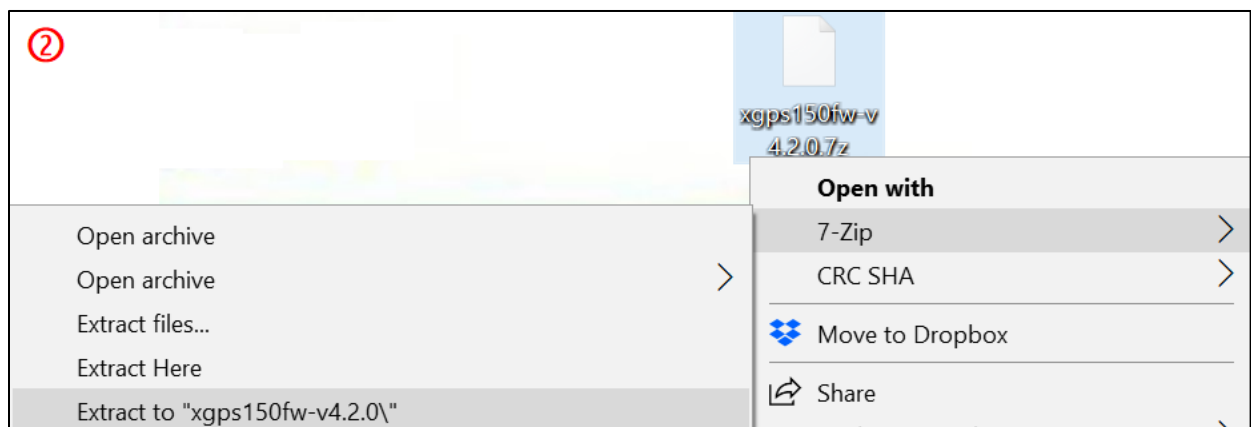 ②
xgps150fw-v
4.2.0.7z
Open with
7-Zip
CRC SHA
Move to Dropbox
Share
Open archive
Open archive
Extract files...
Extract Here
Extract to "xgps150fw-v4.2.0\"